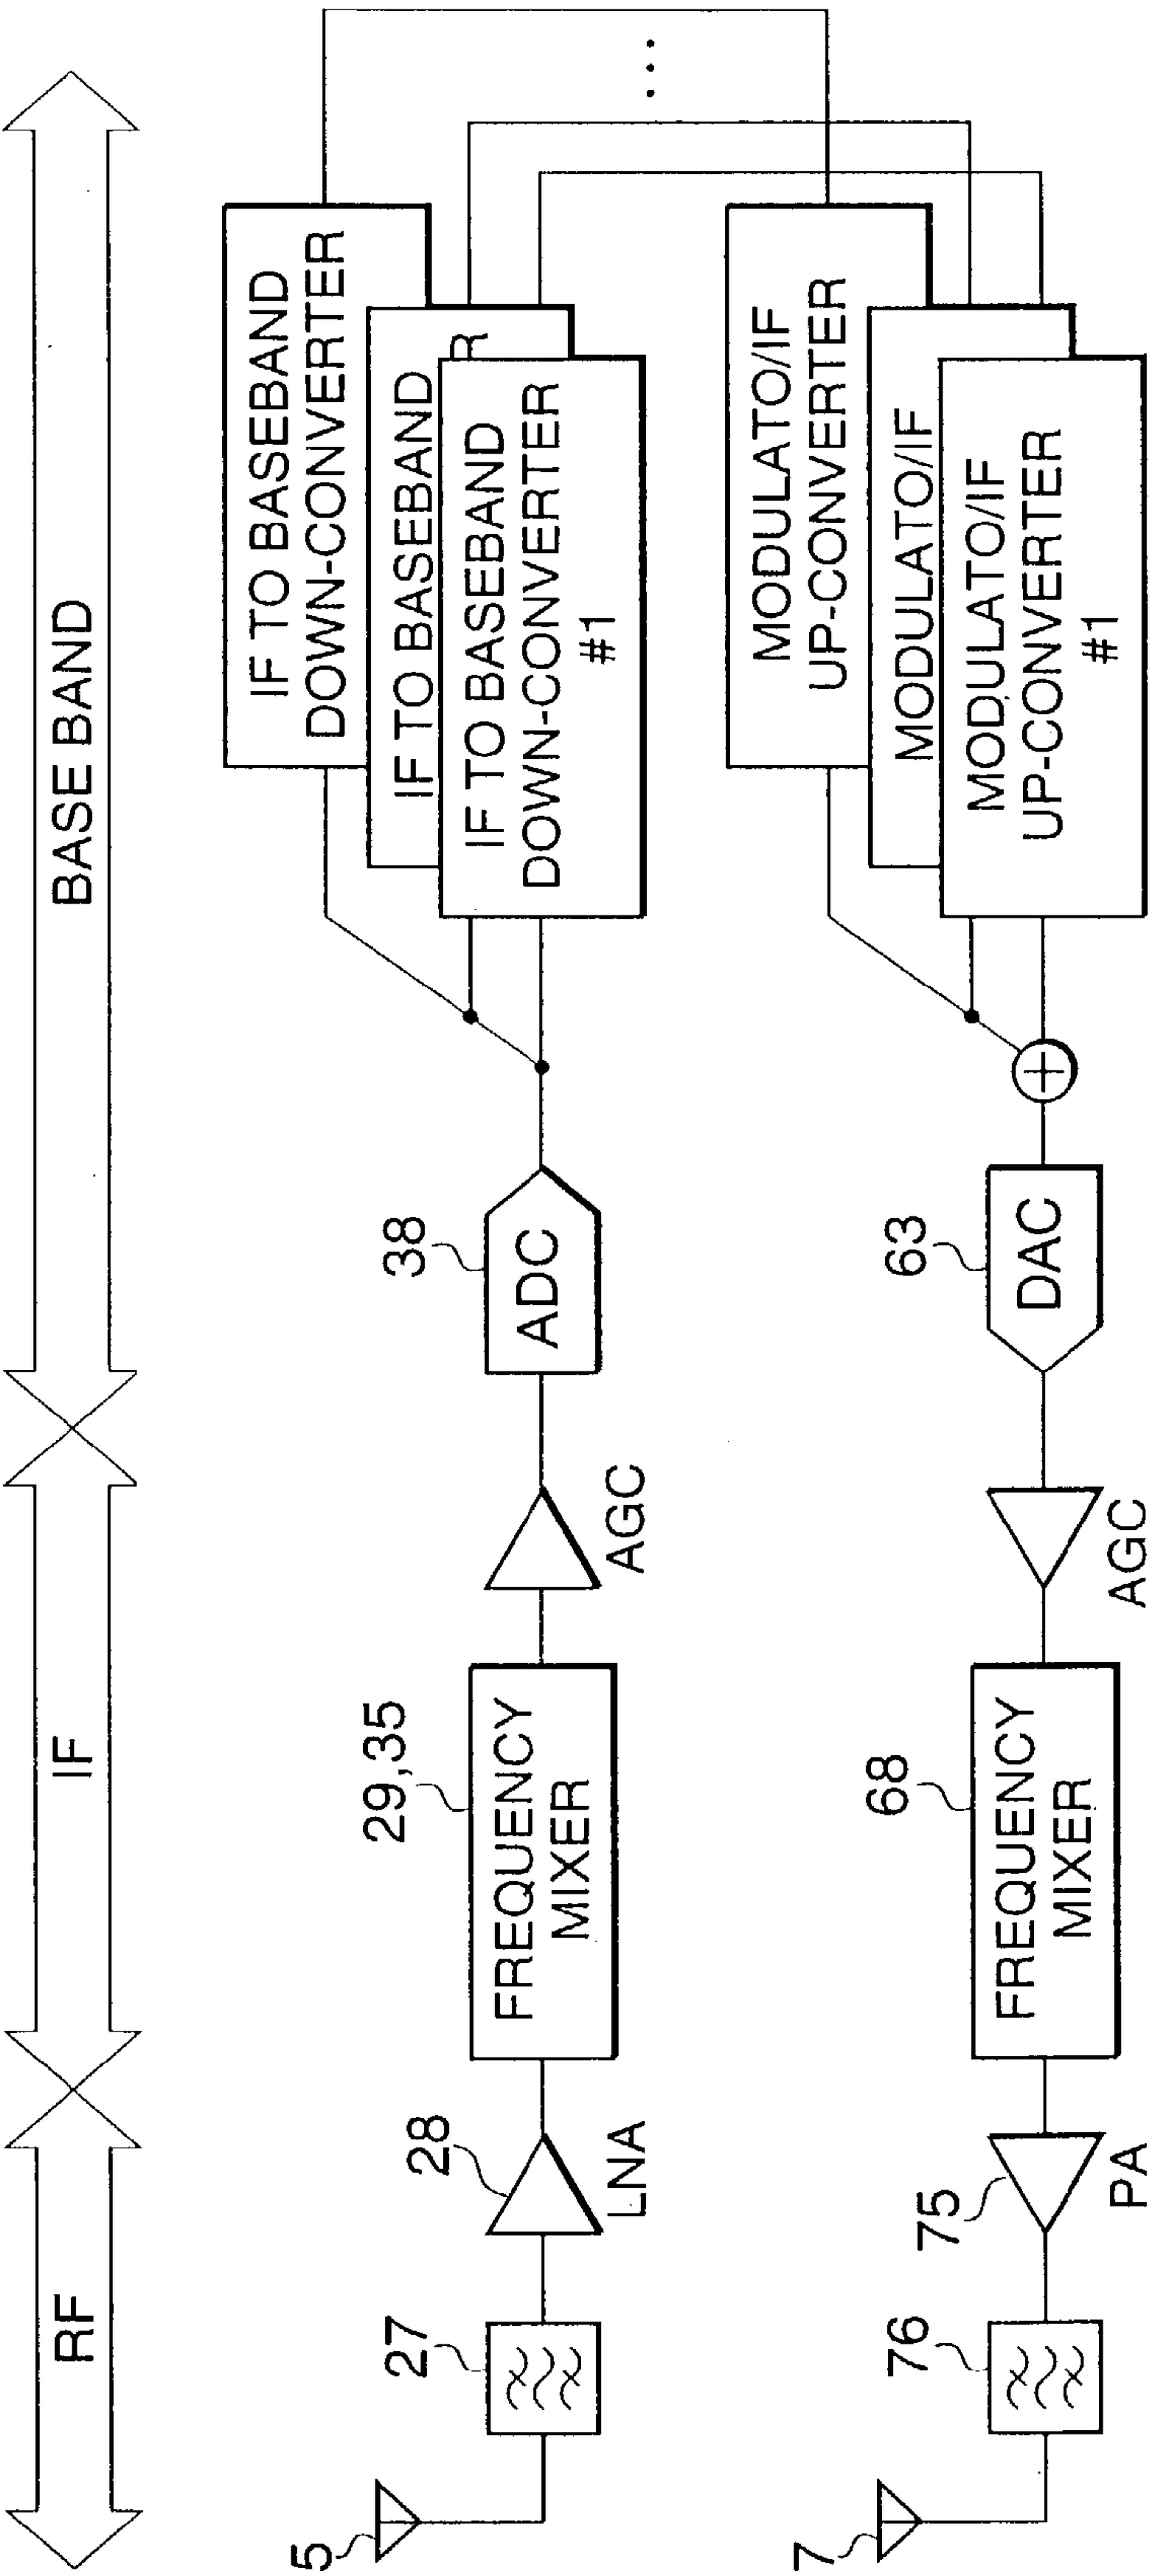 RF
IF
BASE BAND
5
27
28
LNA
29,35
FREQUENCY
MIXER
AGC
38
ADC
IF TO BASEBAND
DOWN-CONVERTER
IF TO BASEBAND
R
IF TO BASEBAND
DOWN-CONVERTER
#1
7
76
75
PA
68
FREQUENCY
MIXER
AGC
63
DAC
MODULATO/IF
UP-CONVERTER
MODULATO/IF
MODULATO/IF
UP-CONVERTER
#1